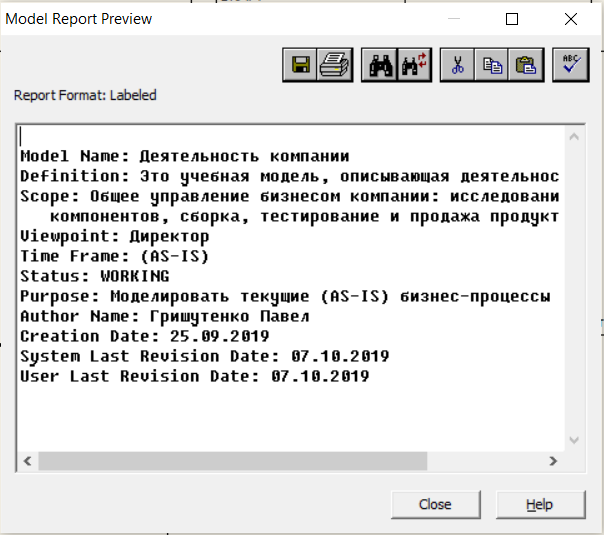 Model Report Preview
ABC
Report Format: Labeled
Model Name: Деятельность компании
Definition: Это учебная модель, описывающая деятельнос
Scope: Общее управление бизнесом компании: исследовани
компонентов, сборка, тестирование и продажа продукт
Viewpoint: Директор
Time Frame: (AS-IS)
Status: WORKING
Purpose: Моделировать текущие (AS-IS) бизнес-процессы
Author Name: Гришутенко Павел
Creation Date: 25.09.2019
System Last Revision Date: 07.10.2019
User Last Revision Date: 07.10.2019
Close Help